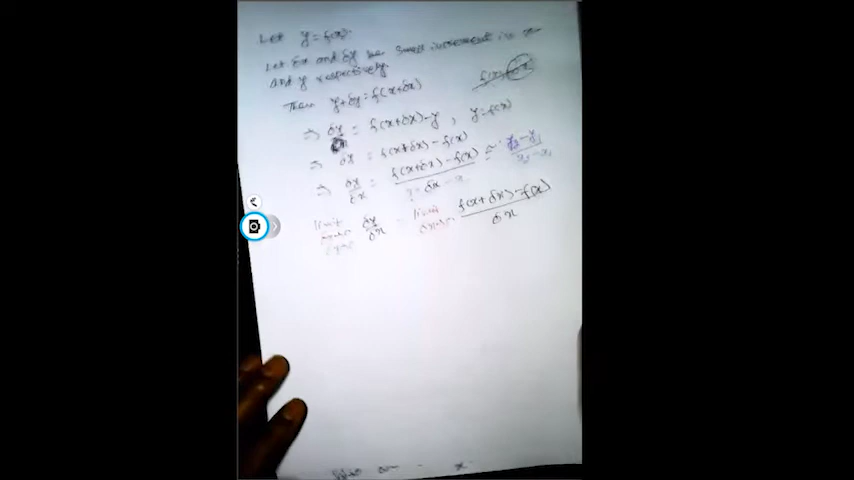 Let y = f(x).
Let δx and δy be small increment in x
and y respectively.
Then y+δy = f(x+δx)
⇒ δy = f(x+δx) - y, y = f(x)
⇒ δy = f(x+δx) - f(x)
⇒ δy/δx = f(x+δx) - f(x)/δx
limit δy/δx = limit f(x+δx) - f(x)/δx
δx→0 δx→0